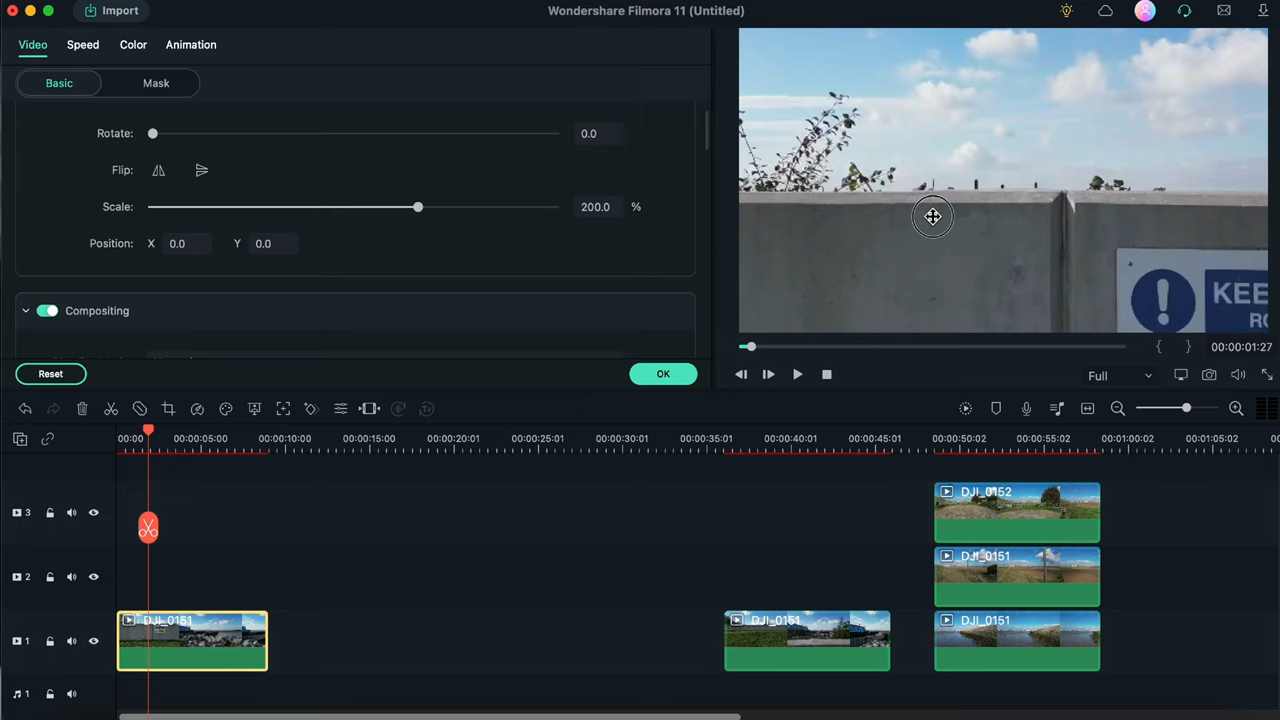 Import
Wondershare Filmora 11 (Untitled)
Video Speed Color Animation
Basic Mask
Rotate: 0.0
Flip:
Scale: 200.0 %
Position: X 0.0 Y 0.0
Compositing
Reset OK
KEE
RO
00:00:01:27
Full
00:00 00:00:05:00 00:00:10:00 00:00:15:00 00:00:20:00 00:00:25:01 00:00:30:01 00:00:35:01 00:00:40:01 00:00:45:01 00:00:50:02 00:00:55:02 00:01:00:02 00:01:05:02 00:
3 DJI_0152
2 DJI_0151
1 DJI_0151 DJI_0151 DJI_0151
1